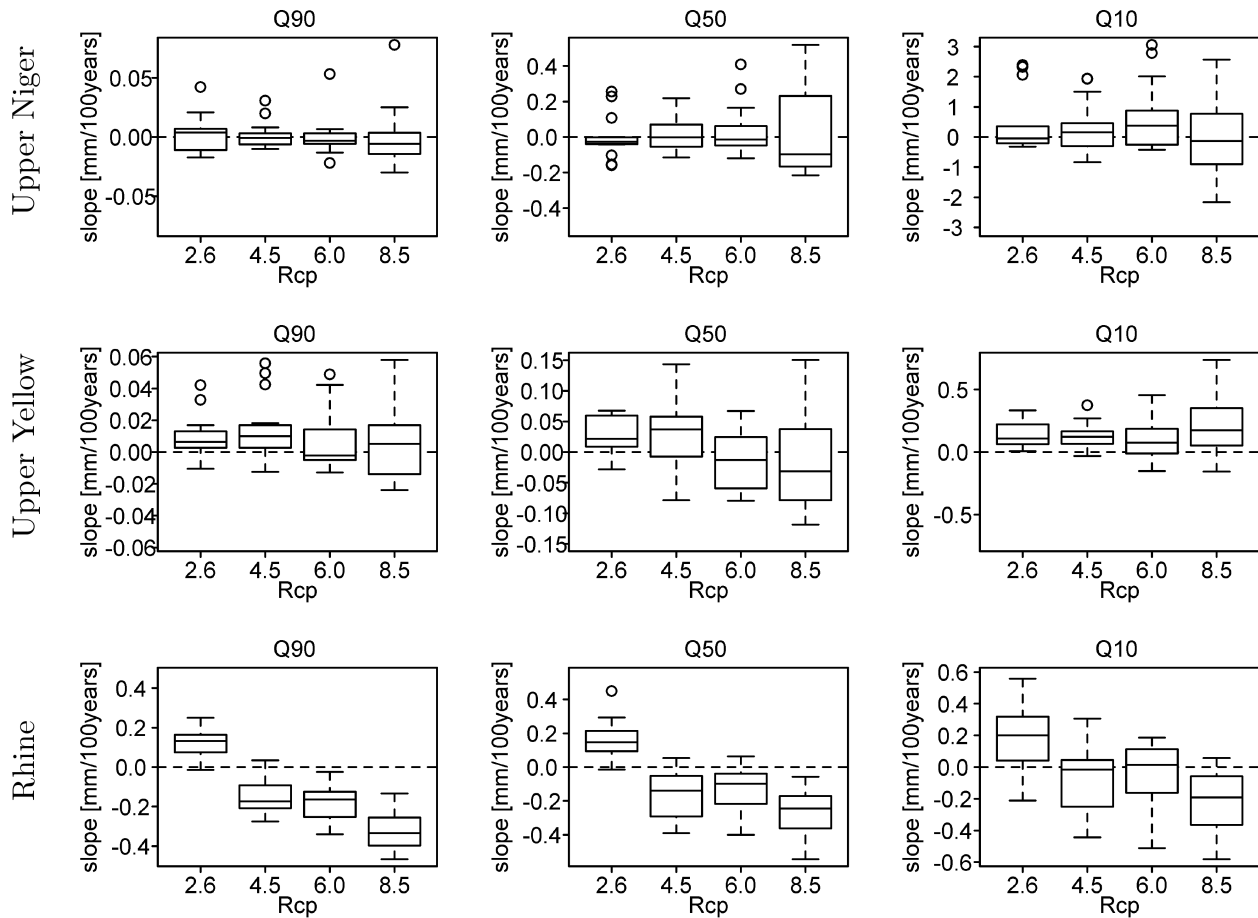 Upper Niger
Q90
slope [mm/100years]
0.05
0.00
-0.05
2.6 4.5 6.0 8.5
Rcp
Q50
slope [mm/100years]
0.4
0.2
0.0
-0.2
-0.4
2.6 4.5 6.0 8.5
Rcp
Q10
slope [mm/100years]
3
2
1
0
-1
-2
-3
2.6 4.5 6.0 8.5
Rcp
Upper Yellow
Q90
slope [mm/100years]
0.06
0.04
0.02
0.00
-0.02
-0.04
-0.06
2.6 4.5 6.0 8.5
Rcp
Q50
slope [mm/100years]
0.15
0.10
0.05
0.00
-0.05
-0.10
-0.15
2.6 4.5 6.0 8.5
Rcp
Q10
slope [mm/100years]
0.5
0.0
-0.5
2.6 4.5 6.0 8.5
Rcp
Rhine
Q90
slope [mm/100years]
0.4
0.2
0.0
-0.2
-0.4
2.6 4.5 6.0 8.5
Rcp
Q50
slope [mm/100years]
0.4
0.2
0.0
-0.2
-0.4
2.6 4.5 6.0 8.5
Rcp
Q10
slope [mm/100years]
0.6
0.4
0.2
0.0
-0.2
-0.4
-0.6
2.6 4.5 6.0 8.5
Rcp